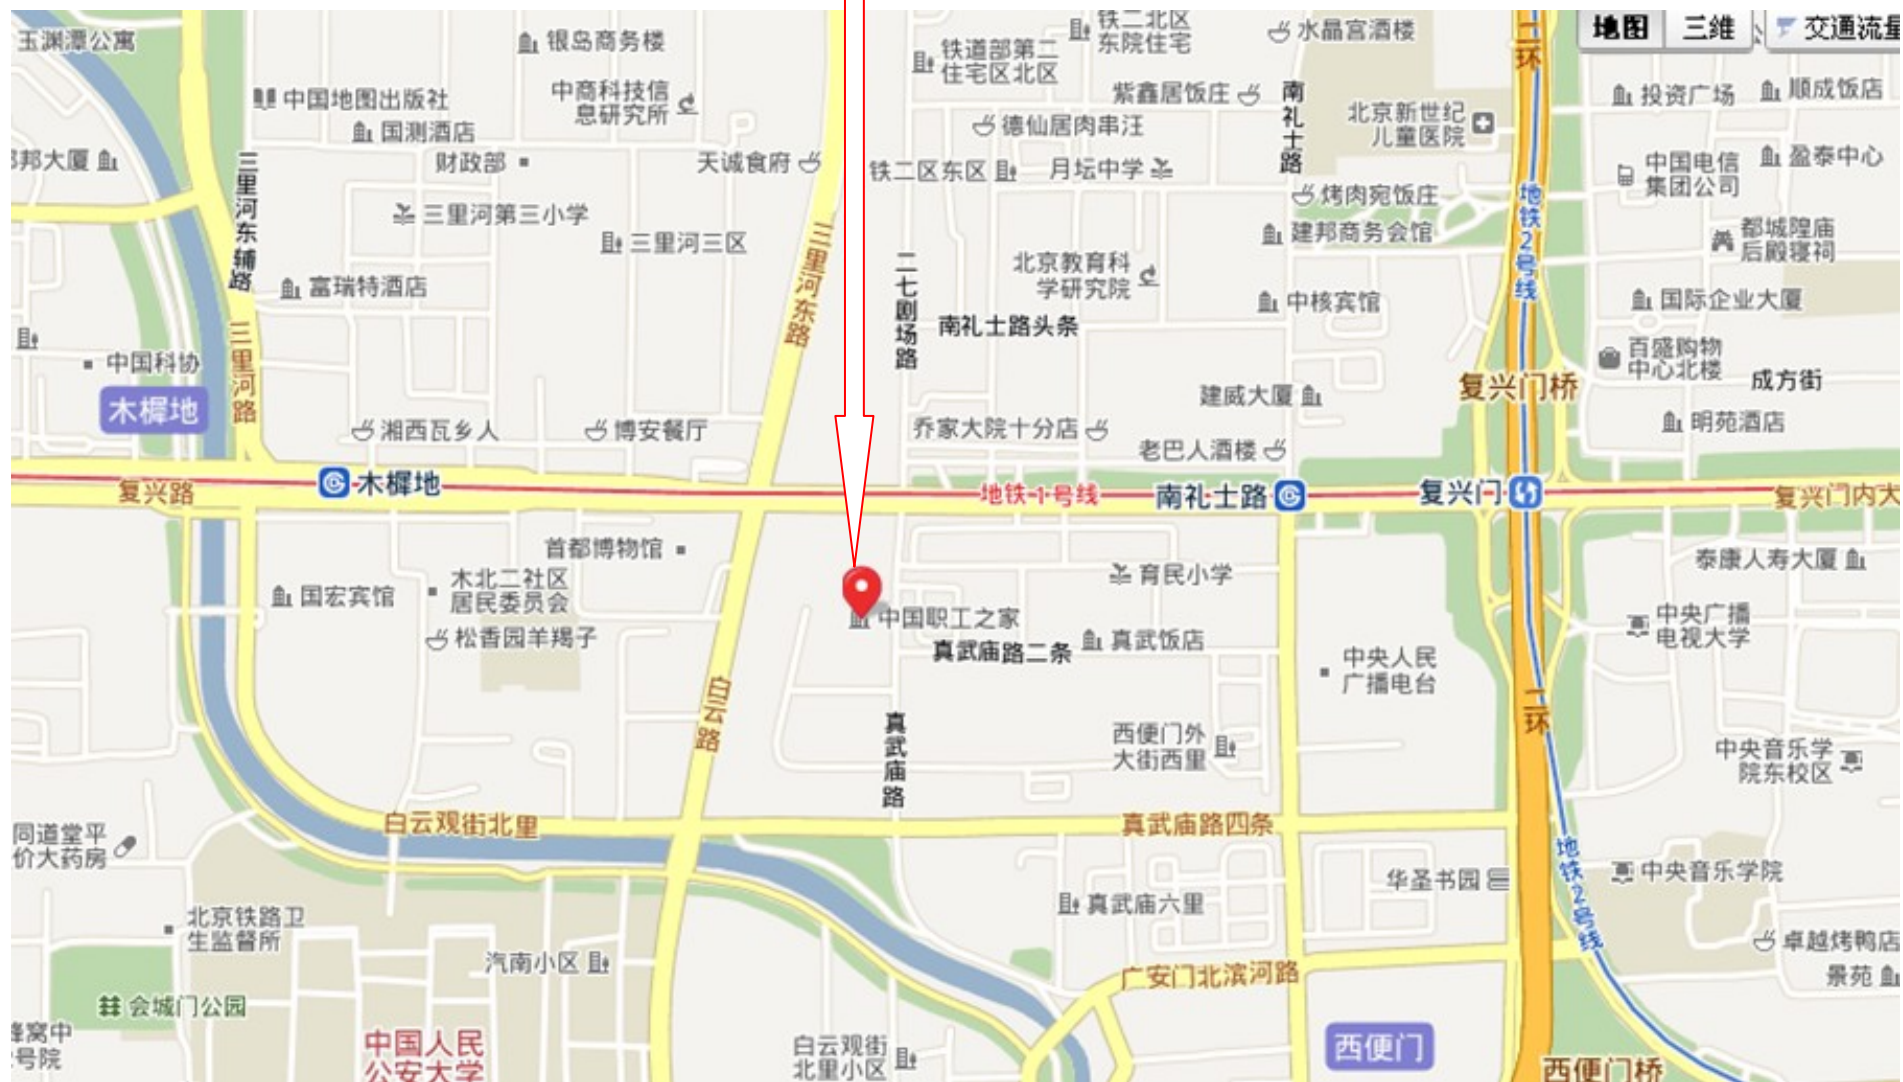 玉渊潭公寓
银岛商务楼
铁道部第二
住宅区北区
铁二北区
东院住宅
水晶宫酒楼
二环
地图
三维
交通流量
中国地图出版社
中商科技信
息研究所
紫鑫居饭庄
南礼士路
北京新世纪
儿童医院
投资广场
顺成饭店
国测酒店
德仙居肉串汪
邦大厦
三里河东辅路
财政部
天诚食府
铁二区东区
月坛中学
中国电信
集团公司
盈泰中心
三里河第三小学
三里河三区
烤肉宛饭庄
地铁2号线
建邦商务会馆
都城隍庙
后殿寝祠
三里河东路
二七剧场路
北京教育科
学研究院
富瑞特酒店
中核宾馆
国际企业大厦
南礼士路头条
三里河路
中国科协
百盛购物
中心北楼
成方街
木樨地
建威大厦
复兴门桥
湘西瓦乡人
博安餐厅
乔家大院十分店
明苑酒店
老巴人酒楼
复兴路
木樨地
地铁1号线
南礼士路
复兴门
复兴门内大
首都博物馆
泰康人寿大厦
国宏宾馆
木北二社区
居民委员会
育民小学
中国职工之家
中央广播
电视大学
松香园羊羯子
真武庙路二条
真武饭店
中央人民
广播电台
白云路
二环
真武庙路
西便门外
大街西里
中央音乐学
院东校区
白云观街北里
真武庙路四条
同道堂平
价大药房
地铁2号线
华圣书园
中央音乐学院
真武庙六里
北京铁路卫
生监督所
汽南小区
广安门北滨河路
卓越烤鸭店
景苑
会城门公园
蜂窝中
号院
中国人民
公安大学
白云观街
北里小区
西便门
西便门桥